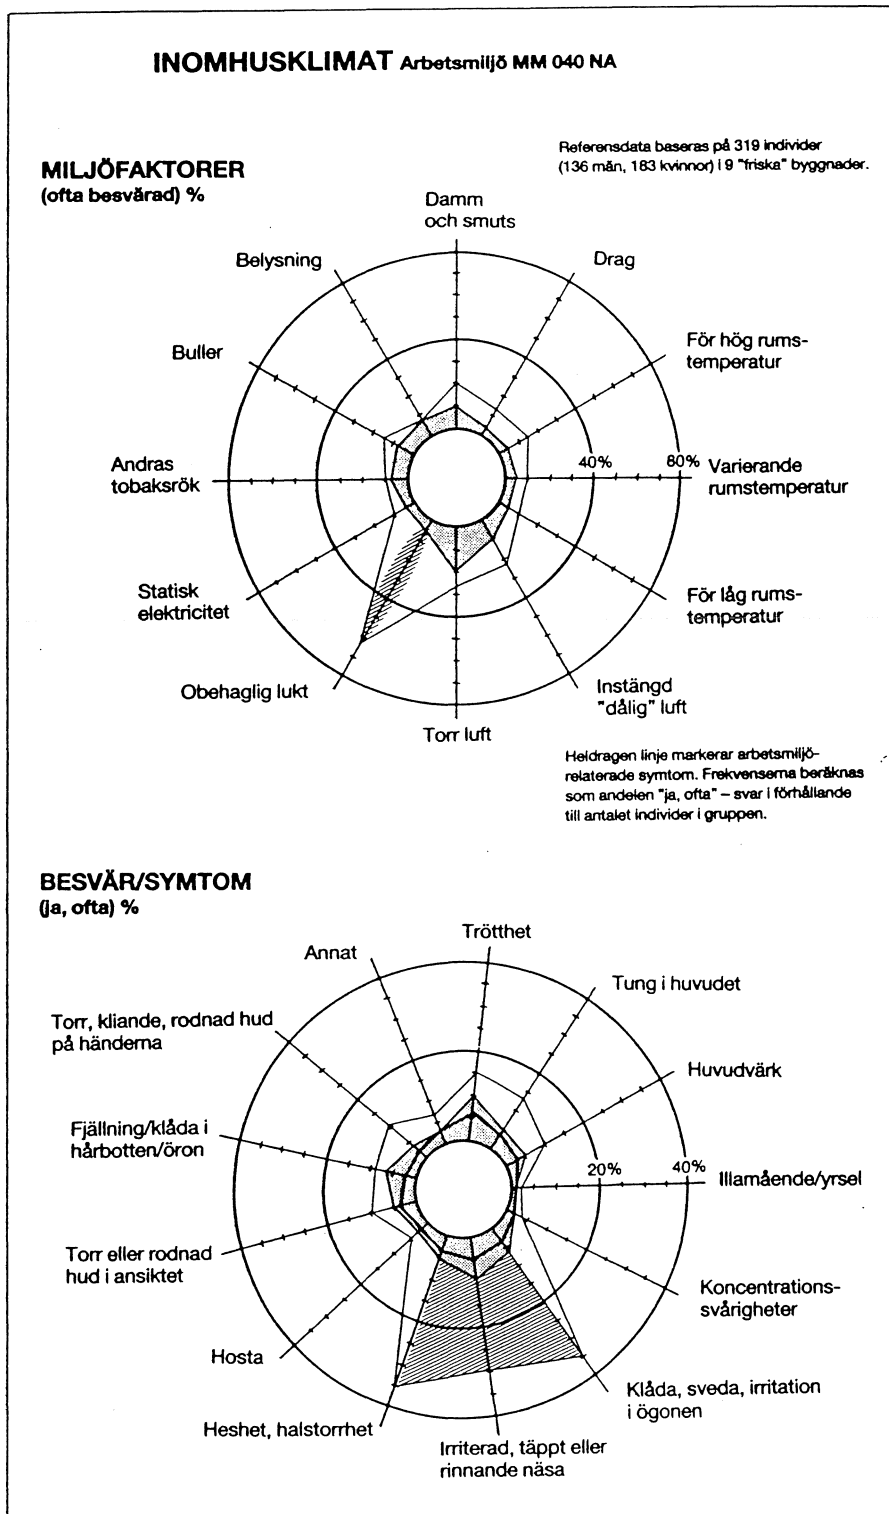 INOMHUSKLIMAT Arbetsmiljö MM 040 NA
Referensdata baseras på 319 individer
(136 män, 183 kvinnor) i 9 "friska" byggnader.
MILJÖFAKTORER
(ofta besvärad) %
Damm
och smuts
Belysning
Drag
Buller
För hög rums-
temperatur
Andras
tobaksrök
40%
80%
Varierande
rumstemperatur
Statisk
elektricitet
För låg rums-
temperatur
Obehaglig lukt
Instängd
"dålig" luft
Torr luft
Heldragen linje markerar arbetsmiljö-
relaterade symtom. Frekvenserna beräknas
som andelen "ja, ofta" – svar i förhållande
till antalet individer i gruppen.
BESVÄR/SYMTOM
(ja, ofta) %
Trötthet
Annat
Tung i huvudet
Torr, kliande, rodnad hud
på händerna
Huvudvärk
Fjällning/klåda i
hårbotten/öron
20%
40%
Illamående/yrsel
Torr eller rodnad
hud i ansiktet
Koncentrations-
svårigheter
Hosta
Klåda, sveda, irritation
i ögonen
Heshet, halstorrhet
Irriterad, täppt eller
rinnande näsa